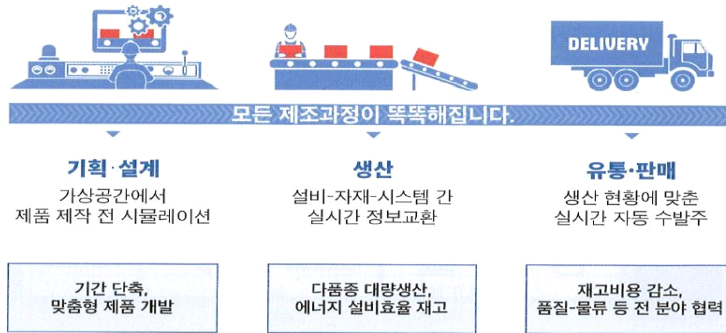 DELIVERY
모든 제조과정이 똑똑해집니다.
기획·설계
가상공간에서
제품 제작 전 시뮬레이션
기간 단축,
맞춤형 제품 개발
생산
설비-자재-시스템 간
실시간 정보교환
다품종 대량생산,
에너지 설비효율 재고
유통·판매
생산 현황에 맞춘
실시간 자동 수발주
재고비용 감소,
품질-물류 등 전 분야 협력